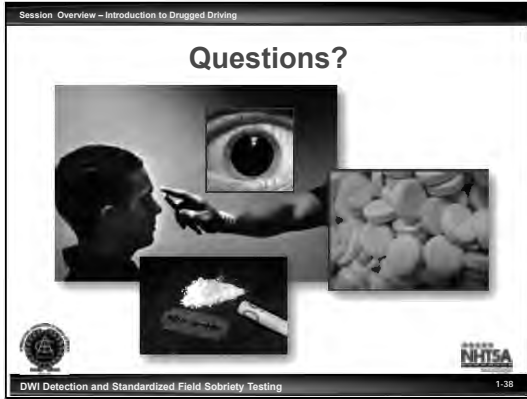 Session Overview – Introduction to Drugged Driving
Questions?
NHTSA
DWI Detection and Standardized Field Sobriety Testing
1-38